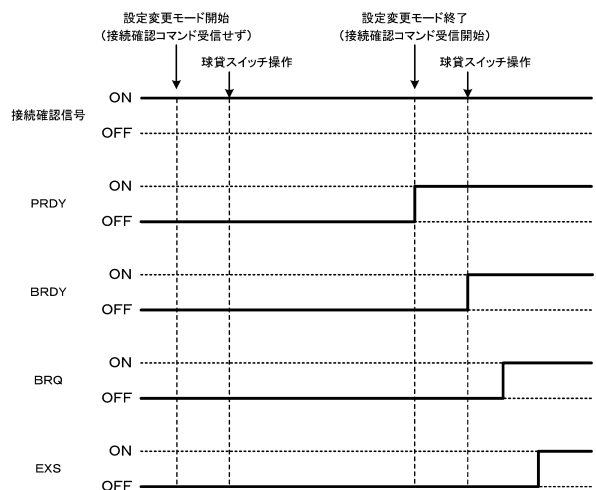 設定変更モード開始
（接続確認コマンド受信せず）
設定変更モード終了
（接続確認コマンド受信開始）
球貸スイッチ操作
球貸スイッチ操作
接続確認信号
ON
OFF
PRDY
ON
OFF
BRDY
ON
OFF
BRQ
ON
OFF
EXS
ON
OFF